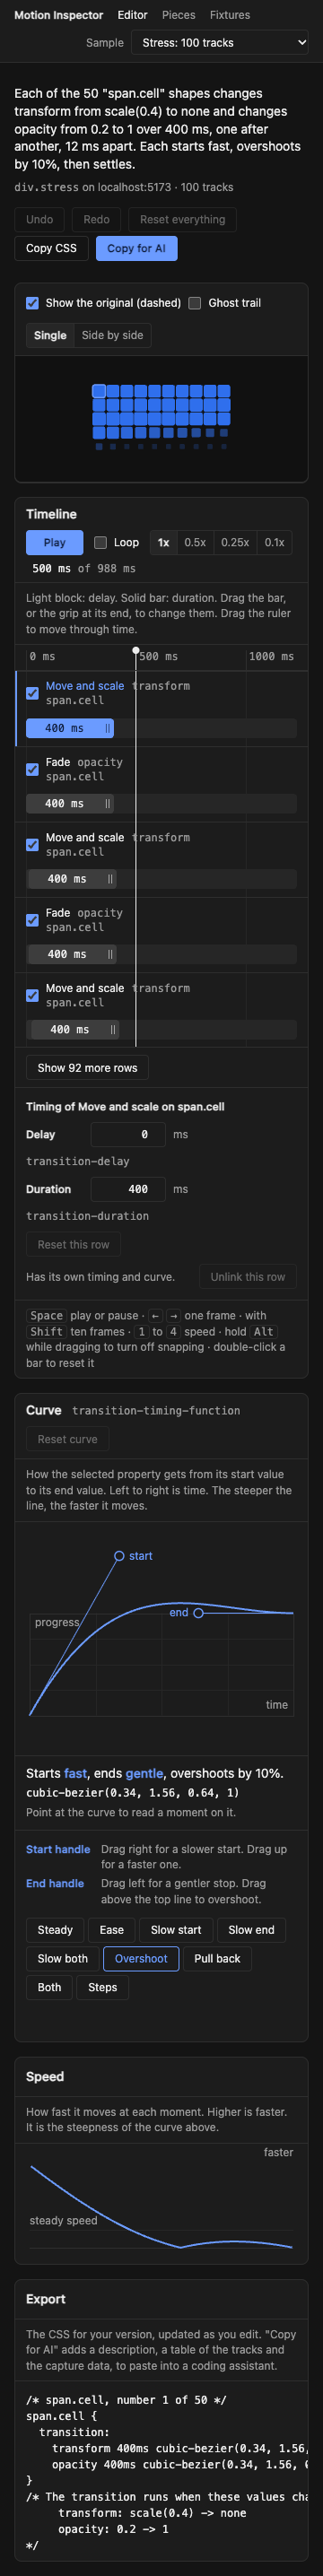 Motion Inspector Editor Pieces Fixtures
Sample Stress: 100 tracks
Each of the 50 "span.cell" shapes changes
transform from scale(0.4) to none and changes
opacity from 0.2 to 1 over 400 ms, one after
another, 12 ms apart. Each starts fast, overshoots
by 10%, then settles.
div.stress on localhost:5173 · 100 tracks
Undo Redo Reset everything
Copy CSS Copy for AI
Show the original (dashed) Ghost trail
Single Side by side
Timeline
Play Loop 1x 0.5x 0.25x 0.1x
500 ms of 988 ms
Light block: delay. Solid bar: duration. Drag the bar,
or the grip at its end, to change them. Drag the ruler
to move through time.
0 ms 500 ms 1000 ms
Move and scale transform
span.cell
400 ms
Fade opacity
span.cell
400 ms
Move and scale transform
span.cell
400 ms
Fade opacity
span.cell
400 ms
Move and scale transform
span.cell
400 ms
Show 92 more rows
Timing of Move and scale on span.cell
Delay 0 ms
transition-delay
Duration 400 ms
transition-duration
Reset this row
Has its own timing and curve. Unlink this row
Space play or pause · ← → one frame · with
Shift ten frames · 1 to 4 speed · hold Alt
while dragging to turn off snapping · double-click a
bar to reset it
Curve transition-timing-function
Reset curve
How the selected property gets from its start value
to its end value. Left to right is time. The steeper the
line, the faster it moves.
start
end
progress
time
Starts fast, ends gentle, overshoots by 10%.
cubic-bezier(0.34, 1.56, 0.64, 1)
Point at the curve to read a moment on it.
Start handle Drag right for a slower start. Drag up
for a faster one.
End handle Drag left for a gentler stop. Drag
above the top line to overshoot.
Steady Ease Slow start Slow end
Slow both Overshoot Pull back
Both Steps
Speed
How fast it moves at each moment. Higher is faster.
It is the steepness of the curve above.
faster
steady speed
Export
The CSS for your version, updated as you edit. "Copy
for AI" adds a description, a table of the tracks and
the capture data, to paste into a coding assistant.
/* span.cell, number 1 of 50 */
span.cell {
transition:
transform 400ms cubic-bezier(0.34, 1.56,
opacity 400ms cubic-bezier(0.34, 1.56, 0
}
/* The transition runs when these values cha
transform: scale(0.4) -> none
opacity: 0.2 -> 1
*/